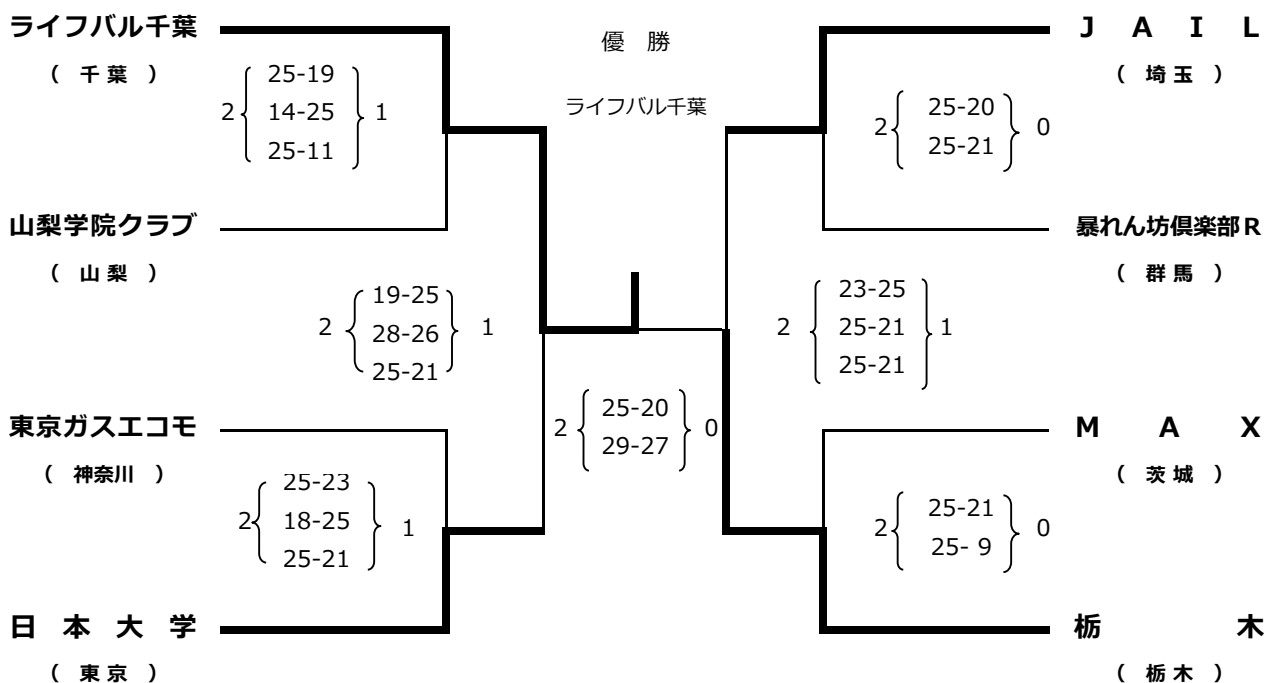 ライフバル千葉
( 千葉 )
2 25-19 1
14-25
25-11
山梨学院クラブ
( 山梨 )
2 19-25 1
28-26
25-21
東京ガスエコモ
( 神奈川 )
2 25-23 1
18-25
25-21
日本大学
( 東京 )
優勝
ライフバル千葉
2 25-20 0
29-27
JAIL
( 埼玉 )
2 25-20 0
25-21
暴れん坊倶楽部R
( 群馬 )
2 23-25 1
25-21
25-21
MAX
( 茨城 )
2 25-21 0
25- 9
栃木
( 栃木 )